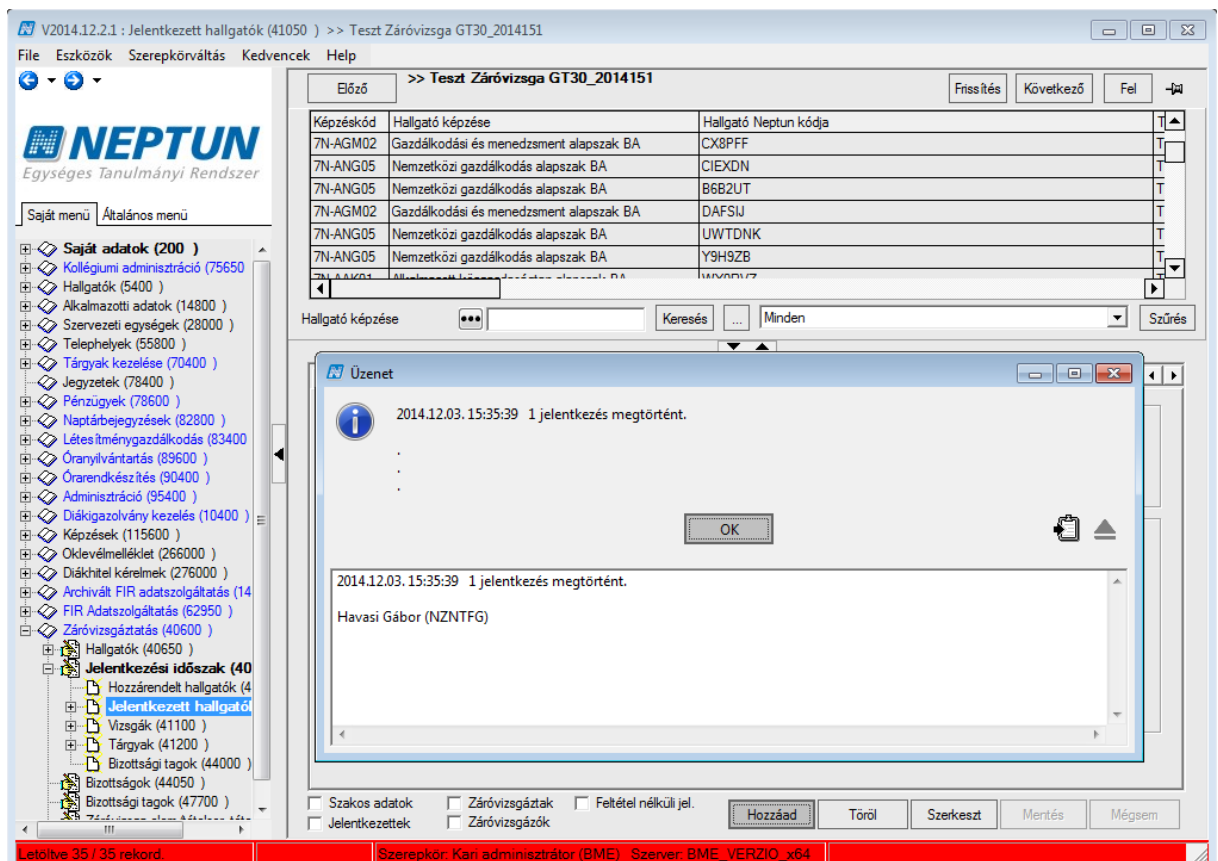 V2014.12.2.1 : Jelentkezett hallgatók (41050 ) >> Teszt Záróvizsga GT30_2014151
File Eszközök Szerepkörváltás Kedvencek Help
Előző >> Teszt Záróvizsga GT30_2014151 Frissítés Következő Fel
NEPTUN
Egységes Tanulmányi Rendszer
Saját menü Általános menü
Saját adatok (200 )
Kollégiumi adminisztráció (75650
Hallgatók (5400 )
Alkalmazotti adatok (14800 )
Szervezeti egységek (28000 )
Telephelyek (55800 )
Tárgyak kezelése (70400 )
Jegyzetek (78400 )
Pénzügyek (78600 )
Naptárbejegyzések (82800 )
Létesítménygazdálkodás (83400
Óranyilvántartás (89600 )
Órarendkészítés (90400 )
Adminisztráció (95400 )
Diákigazolvány kezelés (10400 )
Képzések (115600 )
Oklevélmelléklet (266000 )
Diákhitel kérelmek (276000 )
Archivált FIR adatszolgáltatás (14
FIR Adatszolgáltatás (62950 )
Záróvizsgáztatás (40600 )
Hallgatók (40650 )
Jelentkezési időszak (40
Hozzárendelt hallgatók (4
Jelentkezett hallgatól
Vizsgák (41100 )
Tárgyak (41200 )
Bizottsági tagok (44000 )
Bizottságok (44050 )
Bizottsági tagok (47700 )
Képzéskód Hallgató képzése Hallgató Neptun kódja T
7N-AGM02 Gazdálkodási és menedzsment alapszak BA CX8PFF T
7N-ANG05 Nemzetközi gazdálkodás alapszak BA CIEXDN T
7N-ANG05 Nemzetközi gazdálkodás alapszak BA B6B2UT T
7N-AGM02 Gazdálkodási és menedzsment alapszak BA DAFSIJ T
7N-ANG05 Nemzetközi gazdálkodás alapszak BA UWTDNK T
7N-ANG05 Nemzetközi gazdálkodás alapszak BA Y9H9ZB T
Hallgató képzése Keresés ... Minden Szűrés
Üzenet
2014.12.03. 15:35:39 1 jelentkezés megtörtént.
.
.
.
OK
2014.12.03. 15:35:39 1 jelentkezés megtörtént.
Havasi Gábor (NZNTFG)
Szakos adatok Záróvizsgáztak Feltétel nélküli jel.
Jelentkezettek Záróvizsgázók
Hozzáad Töröl Szerkeszt Mentés Mégsem
Letöltve 35 / 35 rekord. Szerepkör: Kari adminisztrátor (BME) Szerver: BME_VERZIO_x64